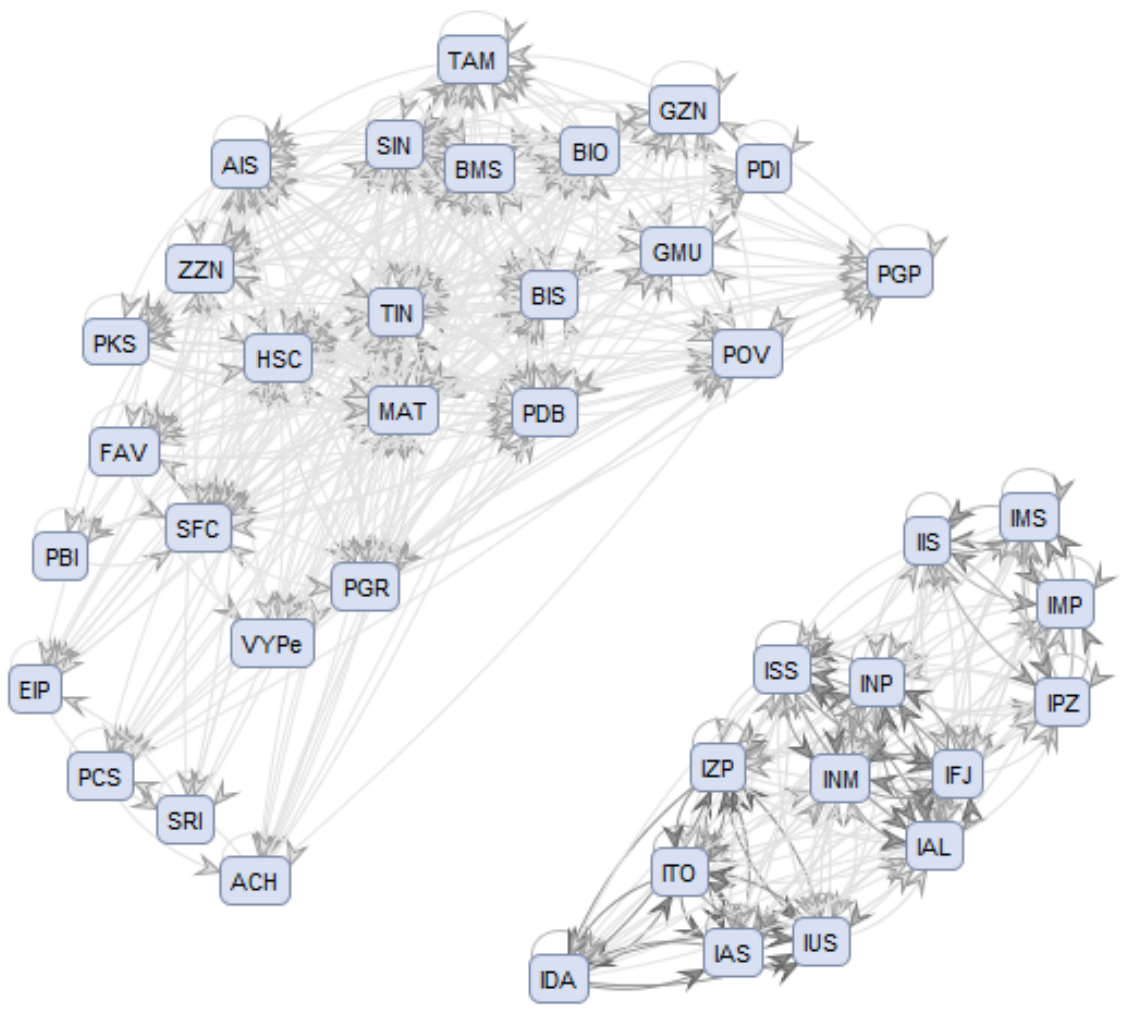 TAM
GZN
SIN
BIO
AIS
BMS
PDI
GMU
ZZN
PGP
BIS
TIN
PKS
HSC
POV
MAT
PDB
FAV
SFC
PBI
PGR
VYPe
EIP
PCS
SRI
ACH
IMS
IIS
IMP
ISS
INP
IPZ
IZP
INM
IFJ
IAL
ITO
IUS
IAS
IDA